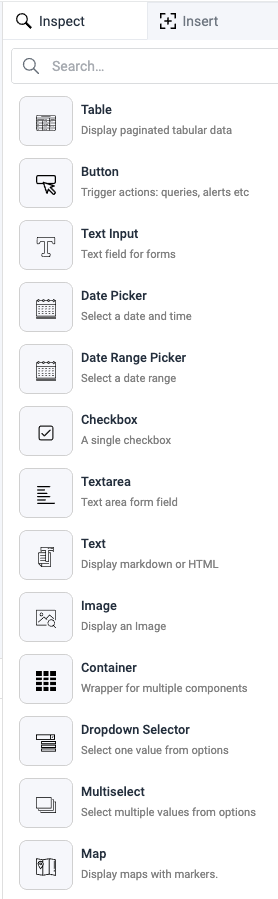 Inspect
Insert
Search...
Table
Display paginated tabular data
Button
Trigger actions: queries, alerts etc
Text Input
Text field for forms
Date Picker
Select a date and time
Date Range Picker
Select a date range
Checkbox
A single checkbox
Textarea
Text area form field
Text
Display markdown or HTML
Image
Display an Image
Container
Wrapper for multiple components
Dropdown Selector
Select one value from options
Multiselect
Select multiple values from options
Map
Display maps with markers.